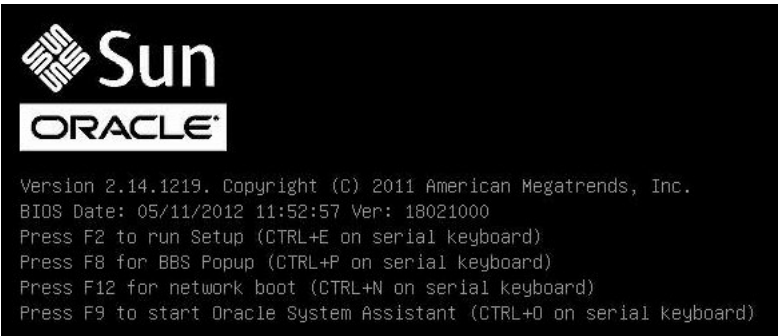 Sun
ORACLE
Version 2.14.1219. Copyright (C) 2011 American Megatrends, Inc.
BIOS Date: 05/11/2012 11:52:57 Ver: 18021000
Press F2 to run Setup (CTRL+E on serial keyboard)
Press F8 for BBS Popup (CTRL+P on serial keyboard)
Press F12 for network boot (CTRL+N on serial keyboard)
Press F9 to start Oracle System Assistant (CTRL+O on serial keyboard)